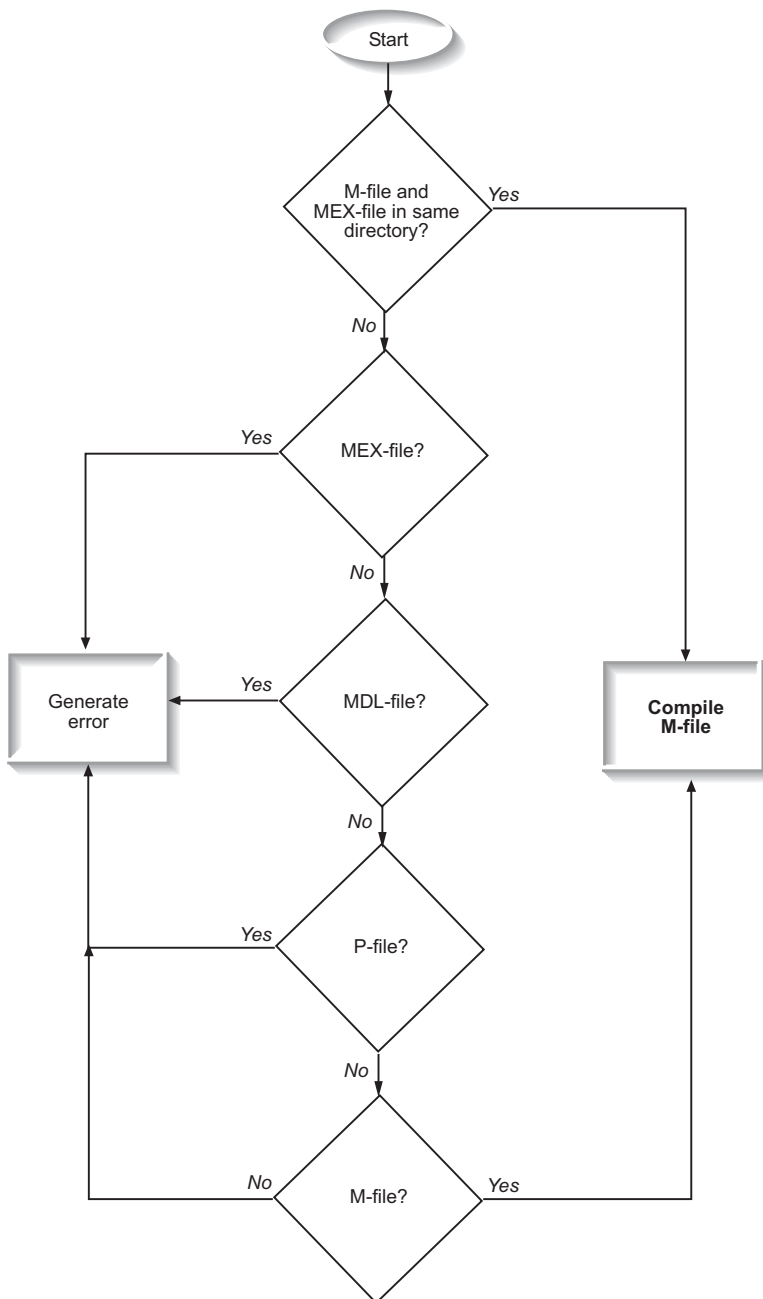 Start
M-file and
MEX-file in same
directory?
Yes
No
MEX-file?
Yes
No
MDL-file?
Yes
Generate
error
Compile
M-file
No
P-file?
Yes
No
M-file?
No
Yes